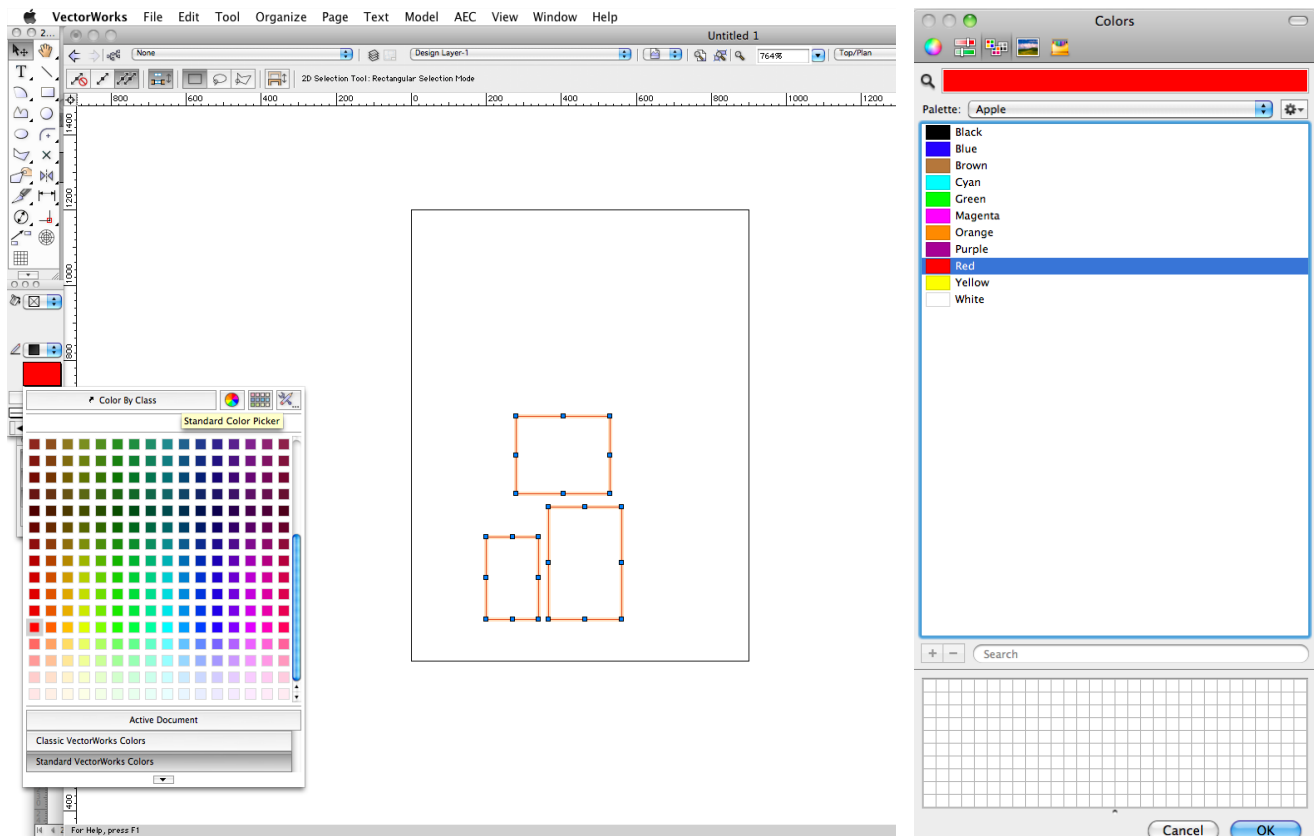 VectorWorks File Edit Tool Organize Page Text Model AEC View Window Help
2...
Untitled 1
None
Design Layer-1
764%
Top/Plan
2D Selection Tool: Rectangular Selection Mode
800 600 400 200 0 200 400 600 800 1000 1200
1400
1200
1000
800
Color By Class
Standard Color Picker
Active Document
Classic VectorWorks Colors
Standard VectorWorks Colors
400
For Help, press F1
Colors
Palette: Apple
Black
Blue
Brown
Cyan
Green
Magenta
Orange
Purple
Red
Yellow
White
Search
Cancel OK